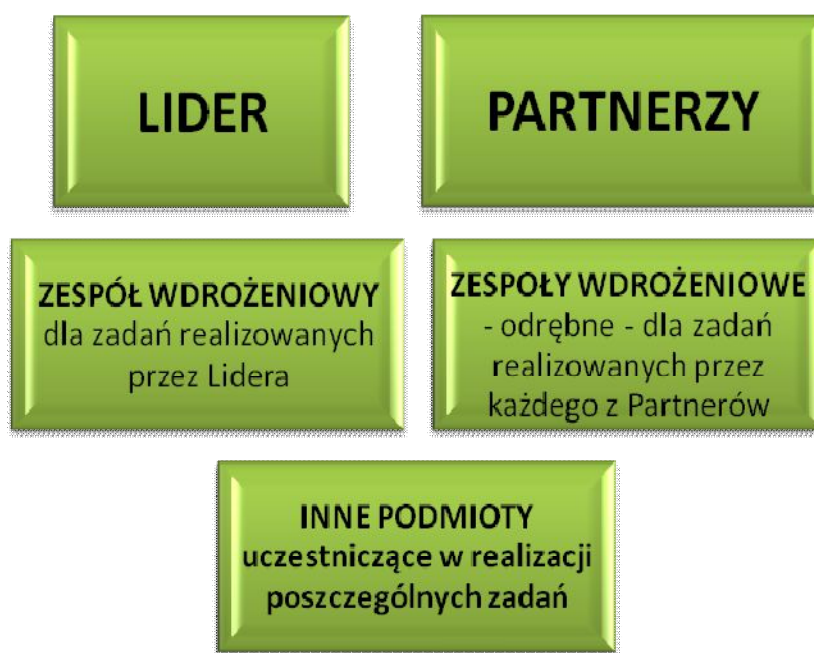 LIDER
PARTNERZY
ZESPÓŁ WDROŻENIOWY
dla zadań realizowanych
przez Lidera
ZESPOŁY WDROŻENIOWE
- odrębne - dla zadań
realizowanych przez
każdego z Partnerów
INNE PODMIOTY
uczestniczące w realizacji
poszczególnych zadań